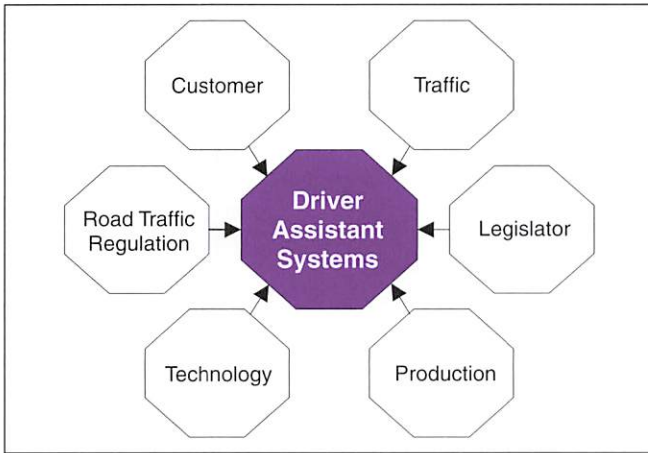 Customer
Traffic
Driver
Assistant
Systems
Road Traffic
Regulation
Legislator
Technology
Production